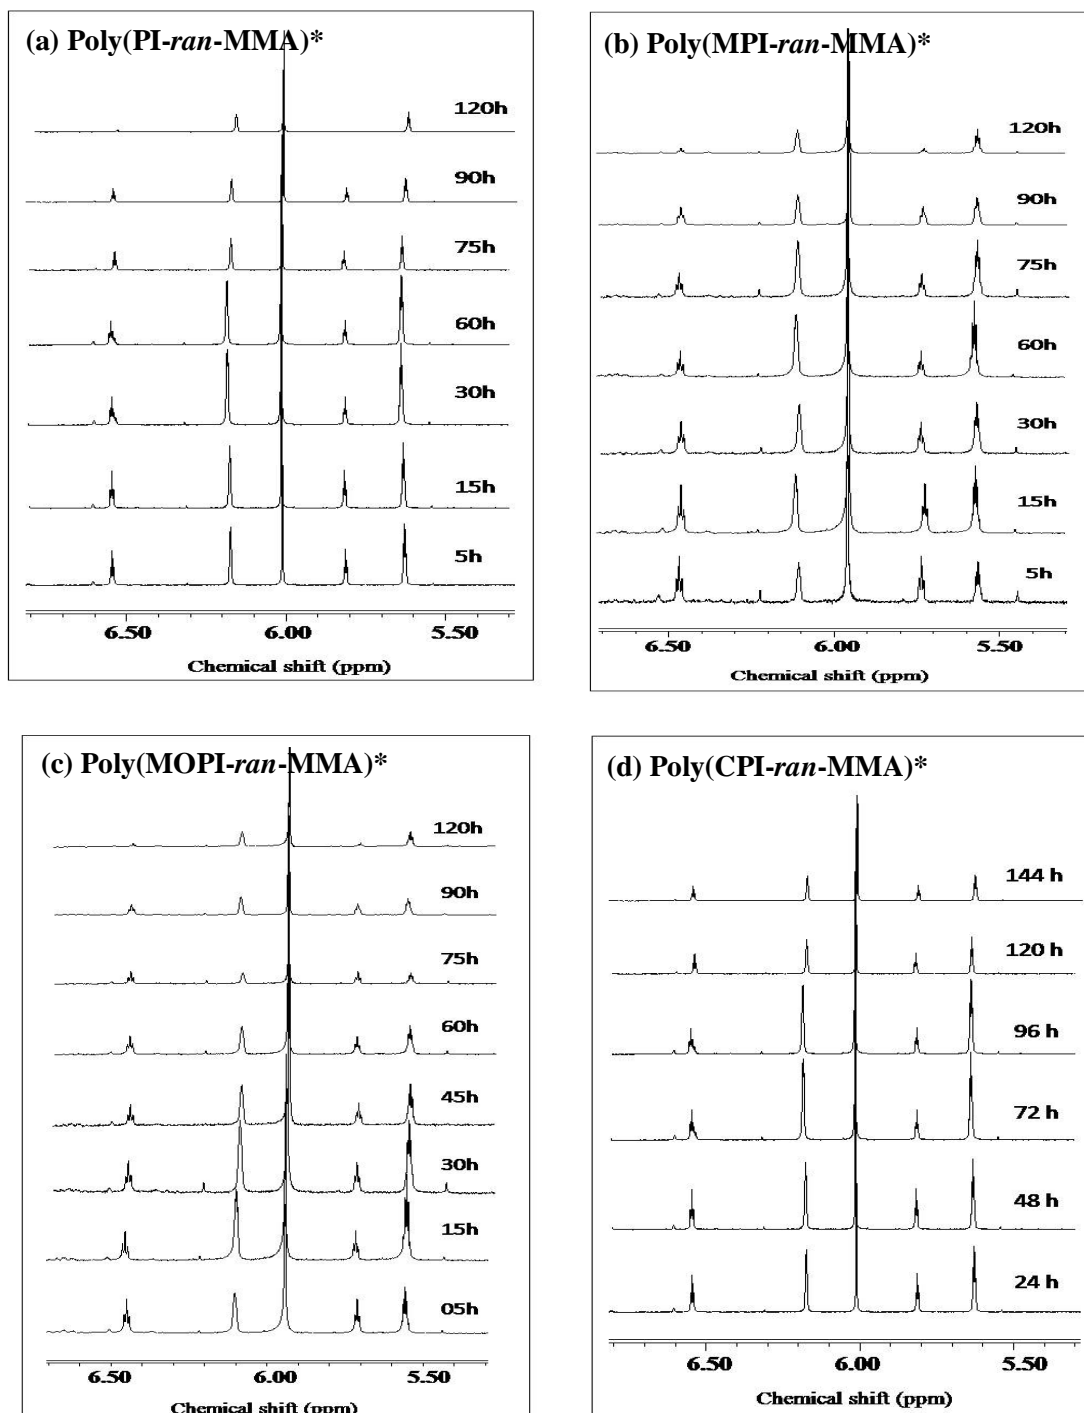 (a) Poly(PI-ran-MMA)*
120h
90h
75h
60h
30h
15h
5h
6.50 6.00 5.50
Chemical shift (ppm)
(b) Poly(MPI-ran-MMA)*
120h
90h
75h
60h
30h
15h
5h
6.50 6.00 5.50
Chemical shift (ppm)
(c) Poly(MOPI-ran-MMA)*
120h
90h
75h
60h
45h
30h
15h
05h
6.50 6.00 5.50
Chemical shift (ppm)
(d) Poly(CPI-ran-MMA)*
144 h
120 h
96 h
72 h
48 h
24 h
6.50 6.00 5.50
Chemical shift (ppm)